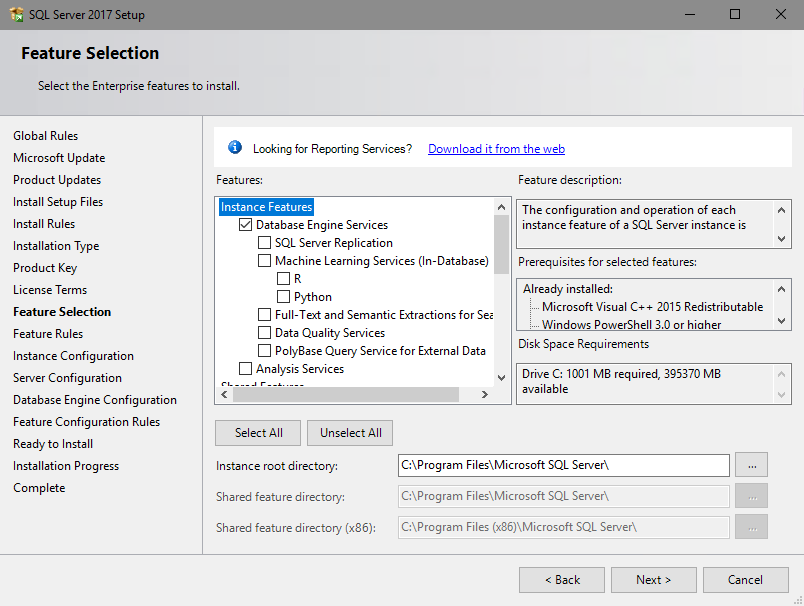 SQL Server 2017 Setup
Feature Selection
Select the Enterprise features to install.
Global Rules
Microsoft Update
Product Updates
Install Setup Files
Install Rules
Installation Type
Product Key
License Terms
Feature Selection
Feature Rules
Instance Configuration
Server Configuration
Database Engine Configuration
Feature Configuration Rules
Ready to Install
Installation Progress
Complete
Looking for Reporting Services? Download it from the web
Features:
Instance Features
Database Engine Services
SQL Server Replication
Machine Learning Services (In-Database)
R
Python
Full-Text and Semantic Extractions for Sea
Data Quality Services
PolyBase Query Service for External Data
Analysis Services
Shared Features
Feature description:
The configuration and operation of each
instance feature of a SQL Server instance is
Prerequisites for selected features:
Already installed:
Microsoft Visual C++ 2015 Redistributable
Windows PowerShell 3.0 or higher
Disk Space Requirements
Drive C: 1001 MB required, 395370 MB
available
Select All
Unselect All
Instance root directory:
C:\Program Files\Microsoft SQL Server\
...
Shared feature directory:
C:\Program Files\Microsoft SQL Server\
...
Shared feature directory (x86):
C:\Program Files (x86)\Microsoft SQL Server\
...
< Back
Next >
Cancel